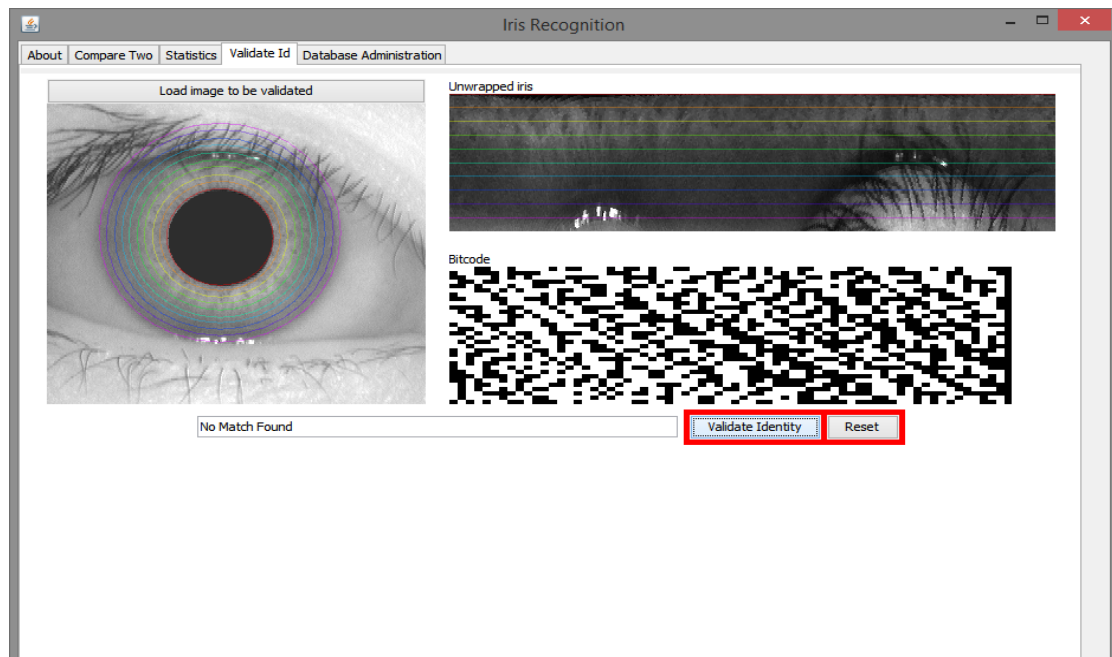 Iris Recognition
About Compare Two Statistics Validate Id Database Administration
Load image to be validated
Unwrapped iris
Bitcode
No Match Found Validate Identity Reset